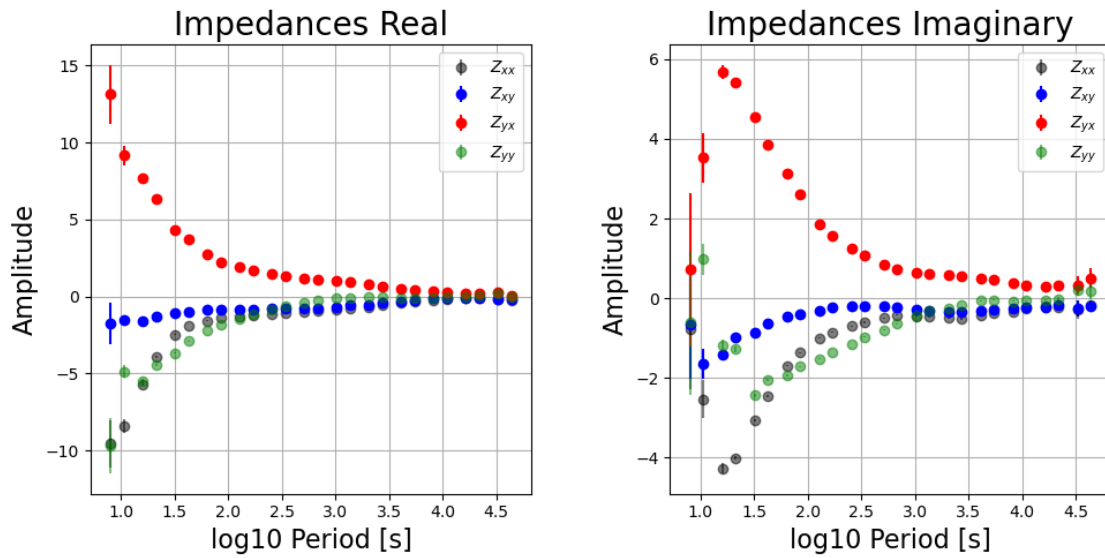 Impedances Real
Impedances Imaginary
15
10
5
0
−5
−10
Amplitude
1.0 1.5 2.0 2.5 3.0 3.5 4.0 4.5
log10 Period [s]
Zxx
Zxy
Zyx
Zyy
6
4
2
0
−2
−4
Amplitude
1.0 1.5 2.0 2.5 3.0 3.5 4.0 4.5
log10 Period [s]
Zxx
Zxy
Zyx
Zyy